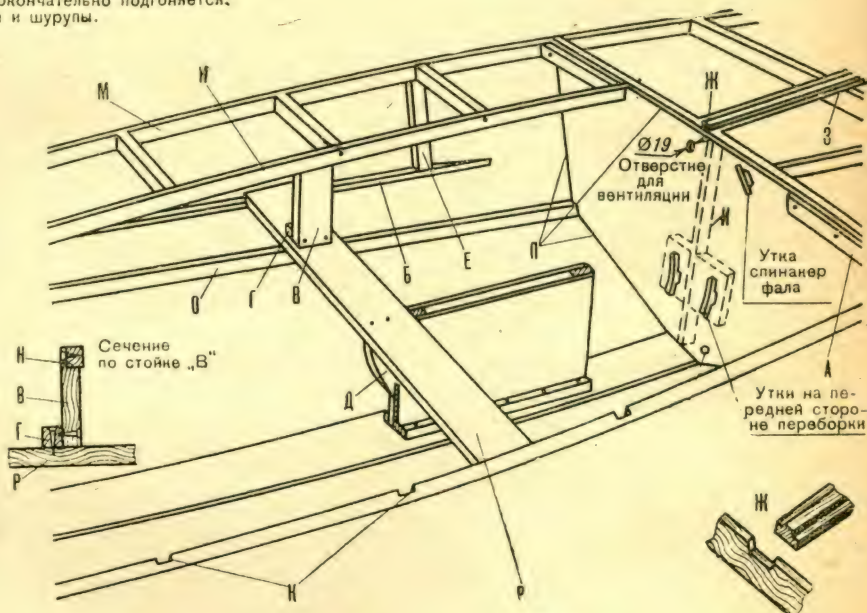 окончательно подгоняется.
и шурупы.
М
И
Ж
З
Ø19
Отверстие
для
вентиляции
И
Б
Е
П
Утка
спинакер
фала
О
Г
В
Н
Сечение
по стойке „В"
В
Д
А
Г
Утки на пе-
редней сторо-
не переборки
Р
Ж
К
Р